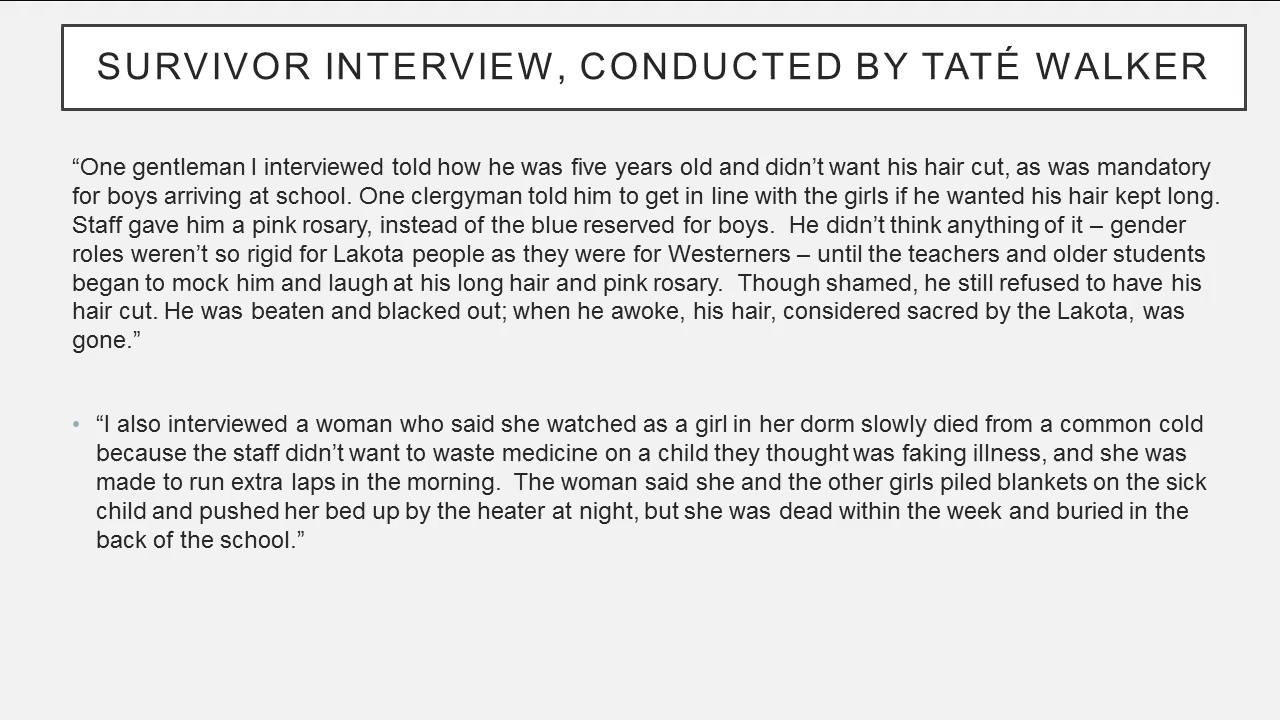 SURVIVOR INTERVIEW, CONDUCTED BY TATÉ WALKER
“One gentleman I interviewed told how he was five years old and didn’t want his hair cut, as was mandatory
for boys arriving at school. One clergyman told him to get in line with the girls if he wanted his hair kept long.
Staff gave him a pink rosary, instead of the blue reserved for boys.  He didn’t think anything of it – gender
roles weren’t so rigid for Lakota people as they were for Westerners – until the teachers and older students
began to mock him and laugh at his long hair and pink rosary.  Though shamed, he still refused to have his
hair cut. He was beaten and blacked out; when he awoke, his hair, considered sacred by the Lakota, was
gone.”
• “I also interviewed a woman who said she watched as a girl in her dorm slowly died from a common cold
because the staff didn’t want to waste medicine on a child they thought was faking illness, and she was
made to run extra laps in the morning.  The woman said she and the other girls piled blankets on the sick
child and pushed her bed up by the heater at night, but she was dead within the week and buried in the
back of the school.”